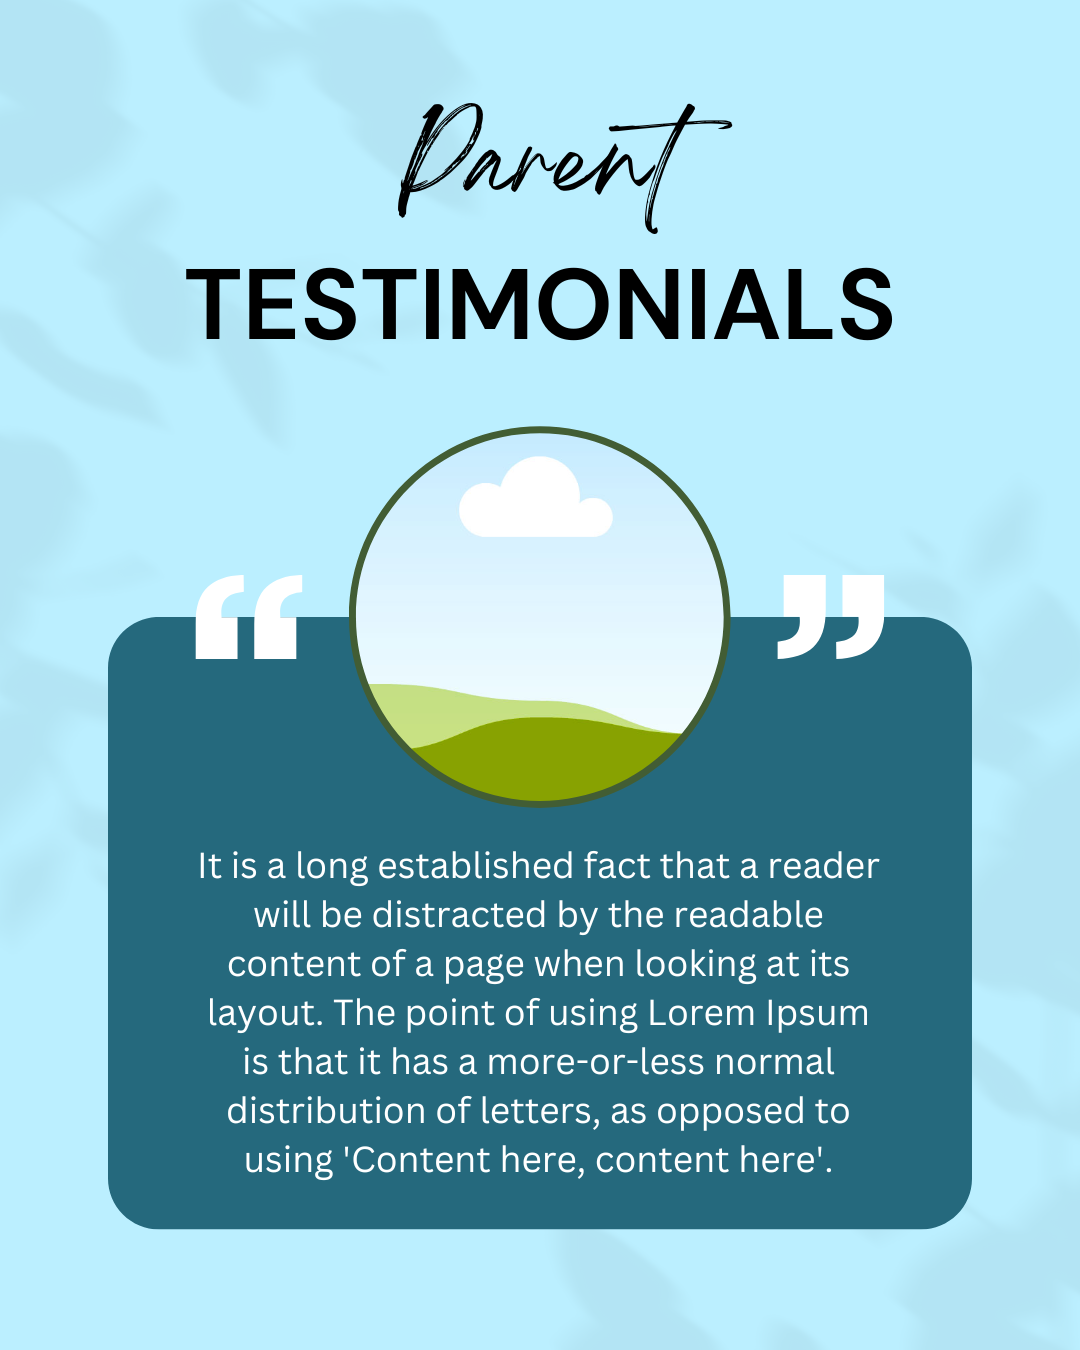 Parent
TESTIMONIALS
“ ”
It is a long established fact that a reader
will be distracted by the readable
content of a page when looking at its
layout. The point of using Lorem Ipsum
is that it has a more-or-less normal
distribution of letters, as opposed to
using 'Content here, content here'.